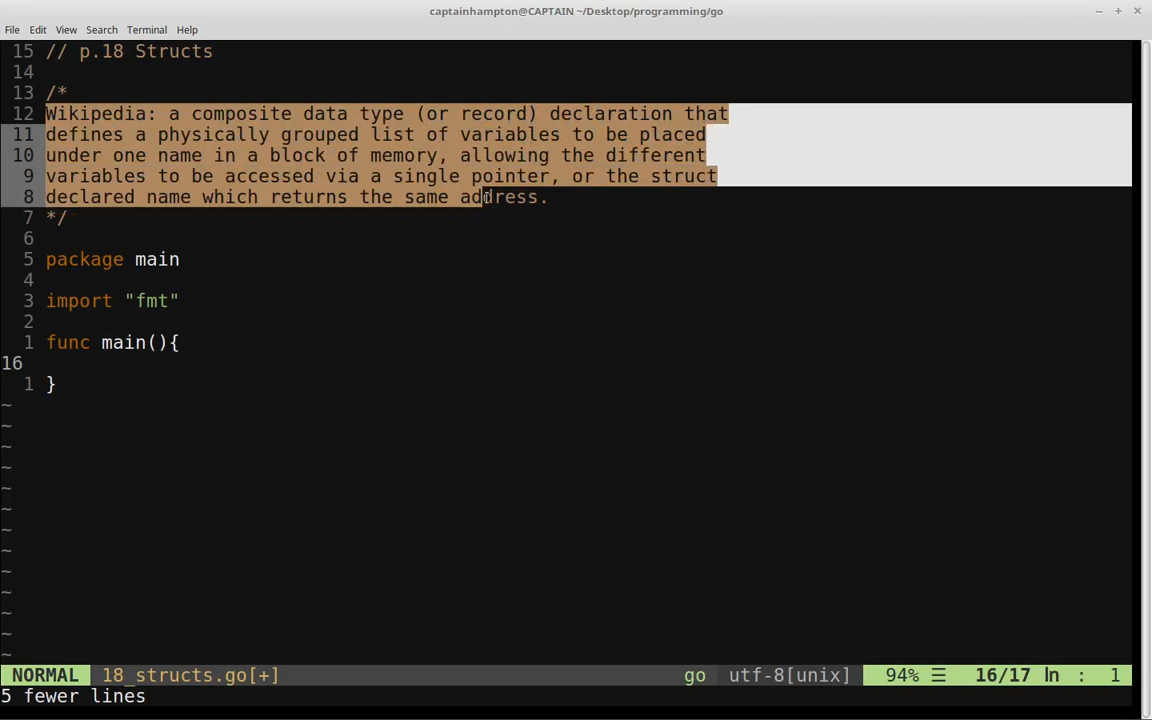 captainhampton@CAPTAIN ~/Desktop/programming/go
File Edit View Search Terminal Help
15 // p.18 Structs
14
13 /*
12 Wikipedia: a composite data type (or record) declaration that
11 defines a physically grouped list of variables to be placed
10 under one name in a block of memory, allowing the different
9 variables to be accessed via a single pointer, or the struct
8 declared name which returns the same address.
7 */
6
5 package main
4
3 import "fmt"
2
1 func main(){
16
1 }
~
~
~
~
~
~
~
~
~
~
~
~
~
NORMAL 18_structs.go[+] go utf-8[unix] 94% ☰ 16/17 ln : 1
5 fewer lines